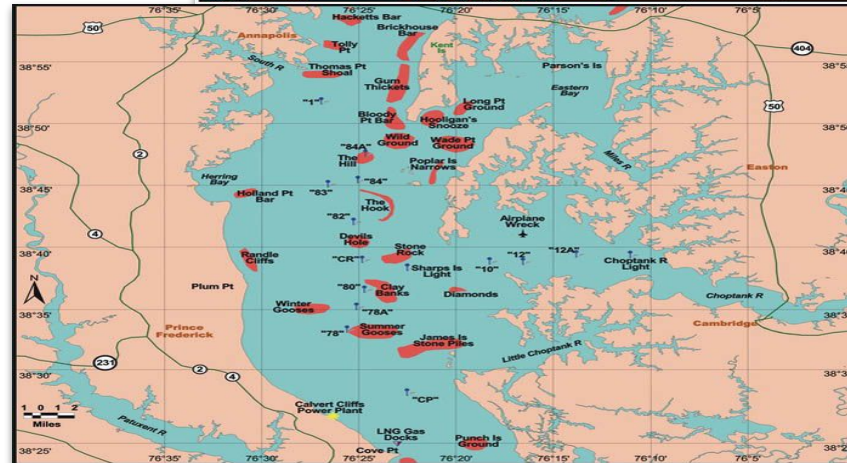 76°35'
76°25'
76°20'
76°15'
76°10'
76°5'
Hacketts Bar
50
Annapolis
Tolly
Pt
Brickhouse
Bar
Kent
Is
404
South R
38°55'
Thomas Pt
Shoal
Gum
Thickets
Parson's Is
Eastern
Bay
50
"1"
Long Pt
Ground
38°50'
Bloody
Pt Bar
Hooligan's
Snooze
2
"84A"
The
Hill
Wild
Ground
Wade Pt
Ground
Miles R
Poplar Is
Narrows
Easton
Herring
Bay
38°45'
"83"
"84"
Holland Pt
Bar
The
Hook
4
"82"
Airplane
Wreck
Devils
Hole
38°40'
Randle
Cliffs
"CR"
Stone
Rock
Sharps Is
Light
"10"
"12"
"12A"
Choptank R
Light
N
Plum Pt
"80"
Clay
Banks
Diamonds
Choptank R
38°35'
Winter
Gooses
"78A"
Prince
Frederick
"78"
Summer
Gooses
James Is
Stone Piles
Cambridge
Little Choptank R
231
2
4
38°30'
1 0 1 2
Miles
Patuxent R
Calvert Cliffs
Power Plant
"CP"
LNG Gas
Docks
Cove Pt
Punch Is
Ground
38°25'
76°35'
76°30'
76°25'
76°20'
76°15'
76°10'
76°5'